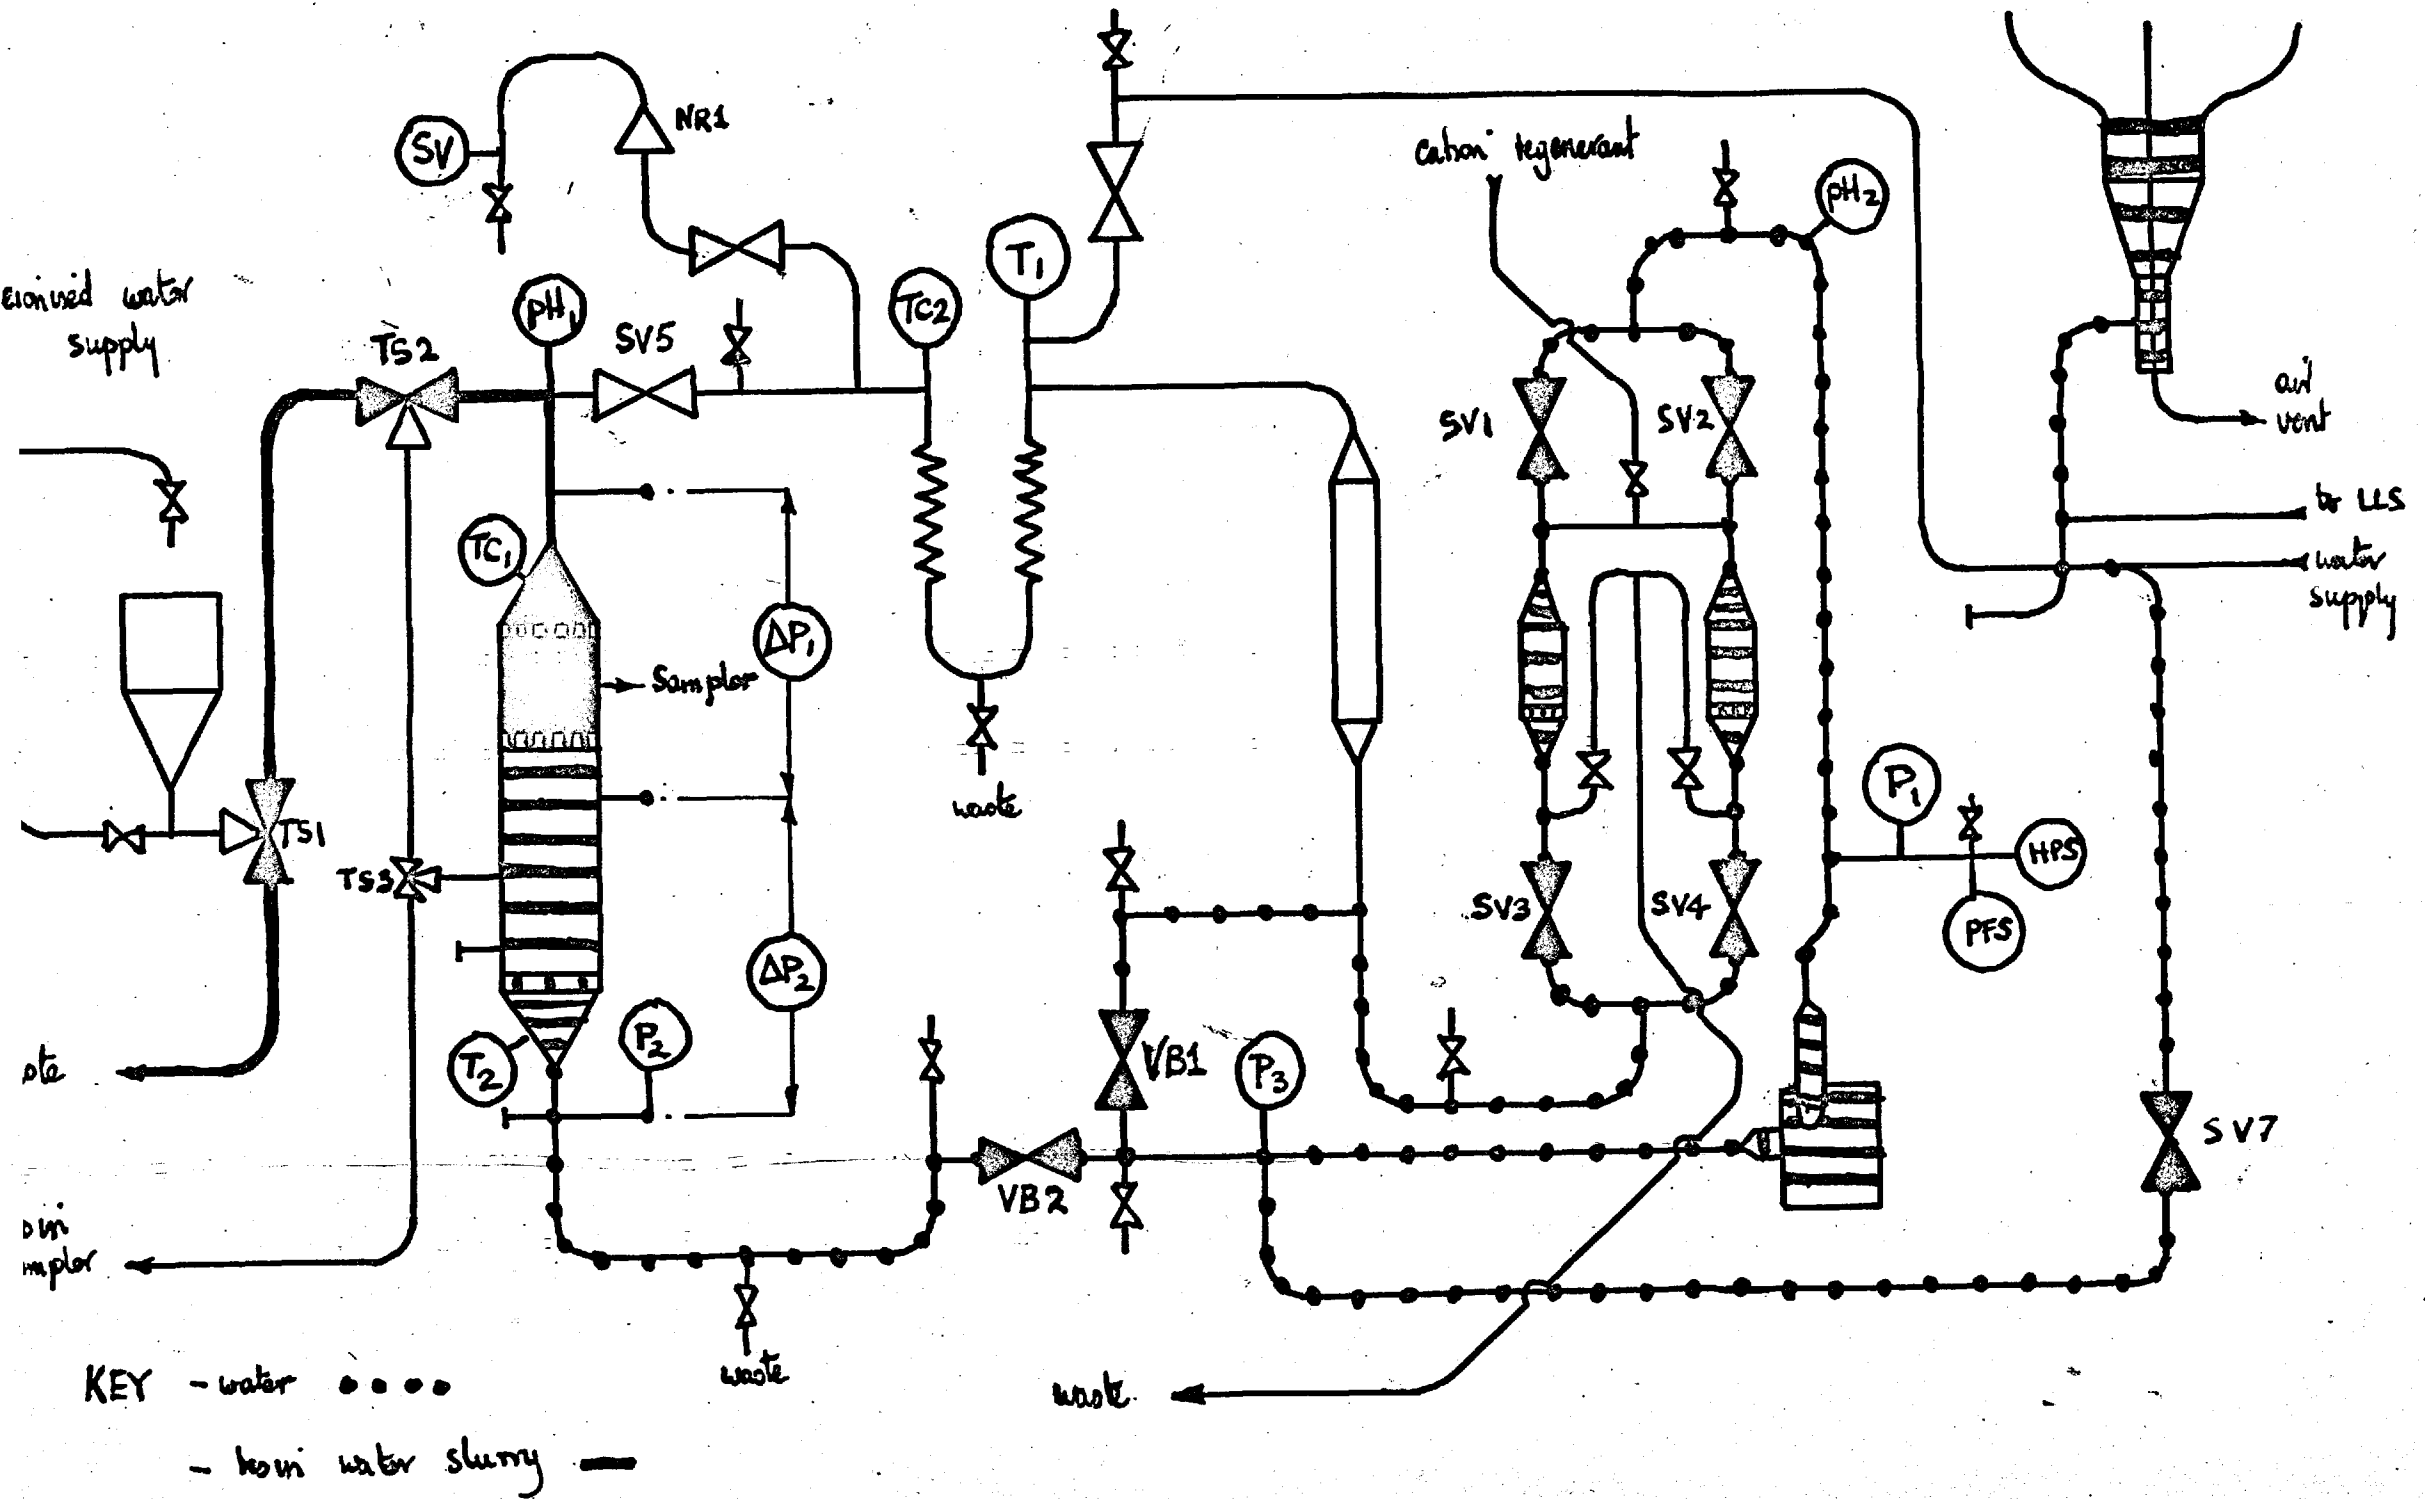 NR1
SV
cation regenerant
pH2
T1
TC2
water
supply
pH1
SV5
TS2
air
vent
SV1
SV2
to LLS
water
supply
TC1
ΔP1
Sampler
P1
waste
TS1
HPS
TS3
SV3
SV4
PFS
ΔP2
P2
T2
VB1
P3
SV7
VB2
waste
waste
KEY - water
- resin water slurry